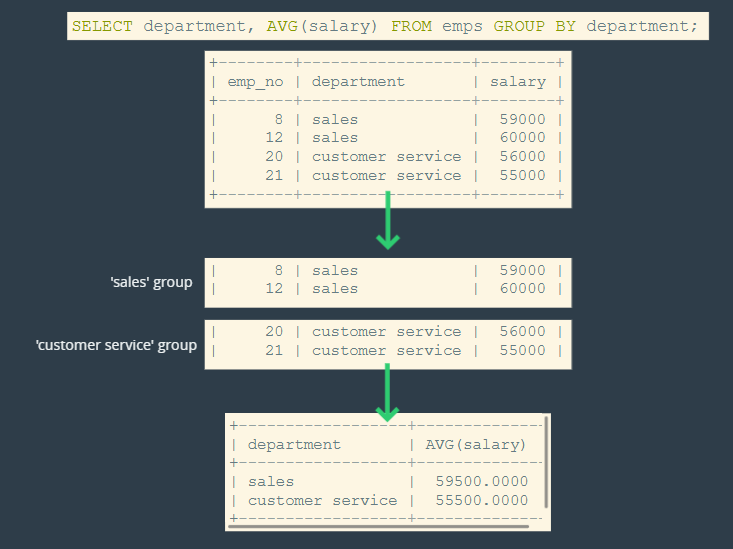 SELECT department, AVG(salary) FROM emps GROUP BY department;
+--------+-------------------+--------+
| emp_no | department        | salary |
+--------+-------------------+--------+
|      8 | sales             |  59000 |
|     12 | sales             |  60000 |
|     20 | customer service  |  56000 |
|     21 | customer service  |  55000 |
+--------+-------------------+--------+
'sales' group
|      8 | sales             |  59000 |
|     12 | sales             |  60000 |
'customer service' group
|     20 | customer service  |  56000 |
|     21 | customer service  |  55000 |
+------------------+--------------
| department       | AVG(salary)
+------------------+--------------
| sales            |  59500.0000
| customer service |  55500.0000
+------------------+--------------